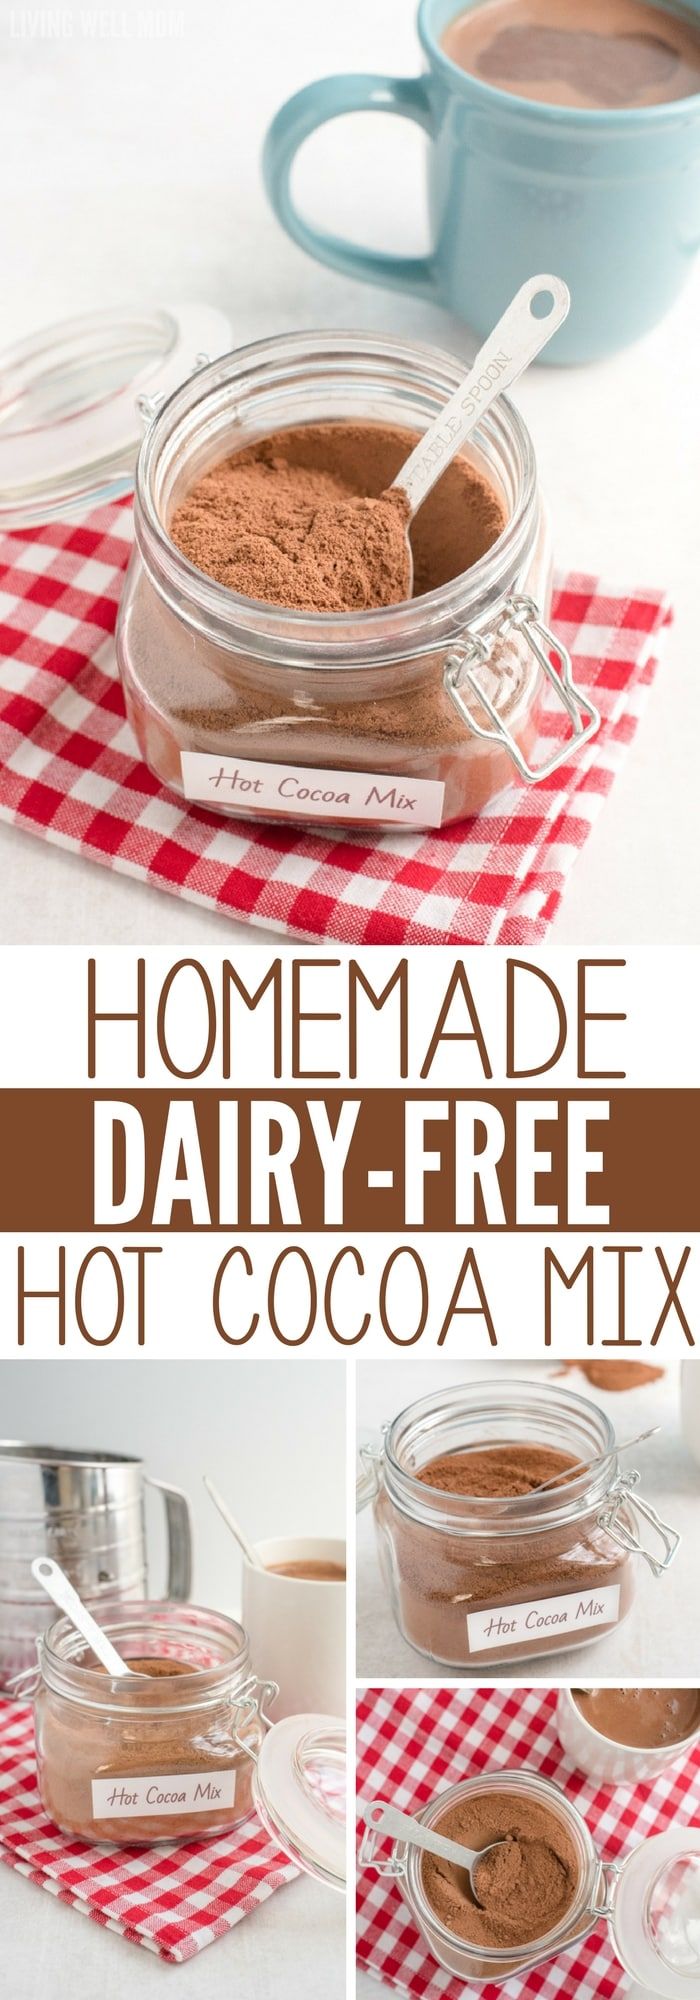 LIVING WELL MOM
TABLE SPOON
Hot Cocoa Mix
HOMEMADE
DAIRY-FREE
HOT COCOA MIX
Hot Cocoa Mix
Hot Cocoa Mix